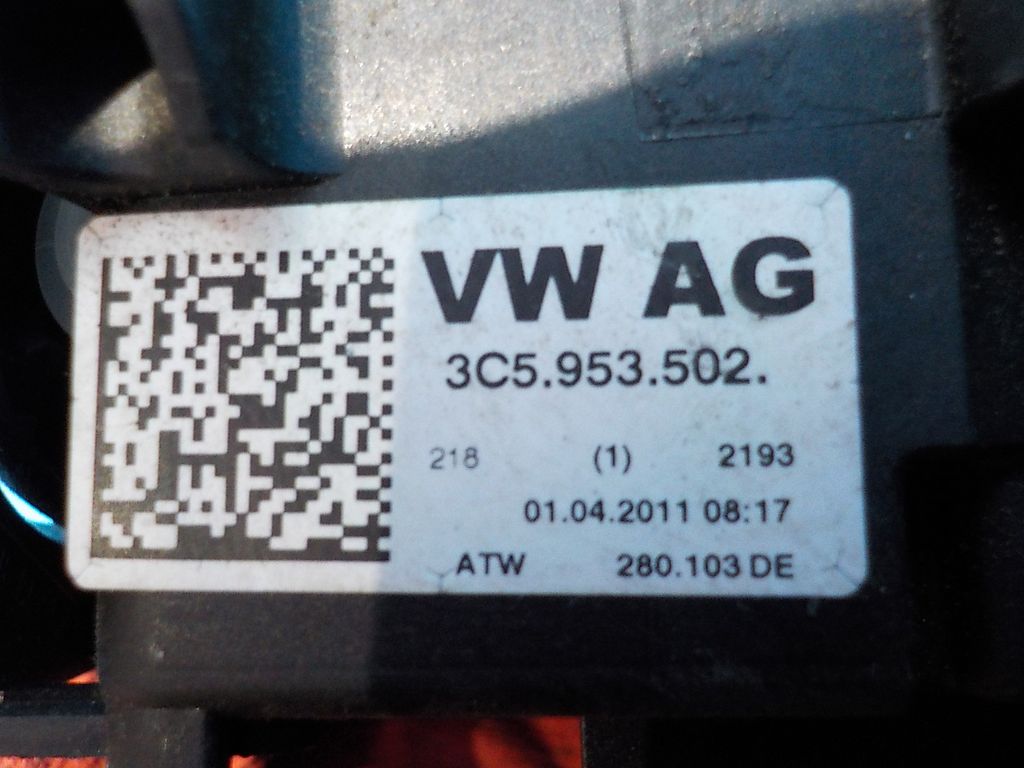 VW AG
3C5.953.502.
218 (1) 2193
01.04.2011 08:17
ATW 280.103 DE